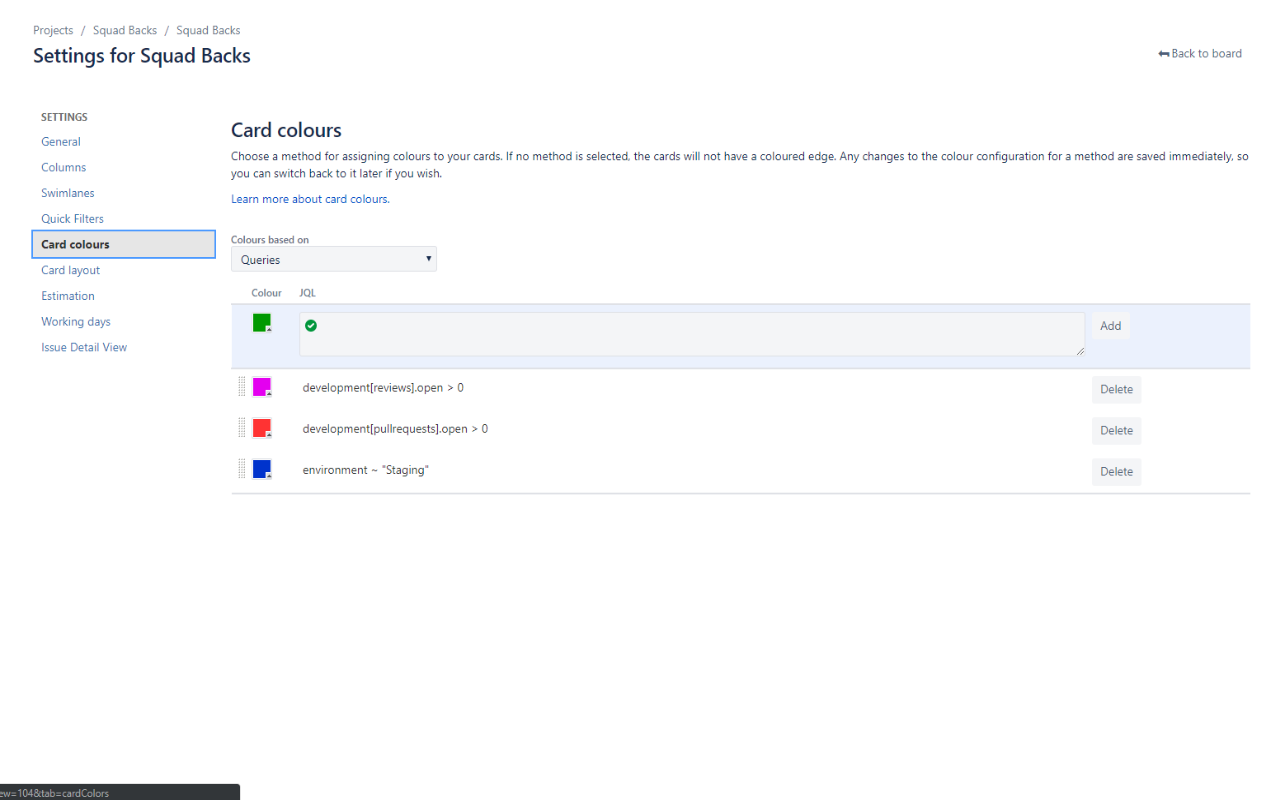 Projects / Squad Backs / Squad Backs
Settings for Squad Backs
Back to board
SETTINGS
General
Columns
Swimlanes
Quick Filters
Card colours
Card layout
Estimation
Working days
Issue Detail View
Card colours
Choose a method for assigning colours to your cards. If no method is selected, the cards will not have a coloured edge. Any changes to the colour configuration for a method are saved immediately, so
you can switch back to it later if you wish.
Learn more about card colours.
Colours based on
Queries
Colour JQL
Add
development[reviews].open > 0 Delete
development[pullrequests].open > 0 Delete
environment ~ "Staging" Delete
ew=104&tab=cardColors